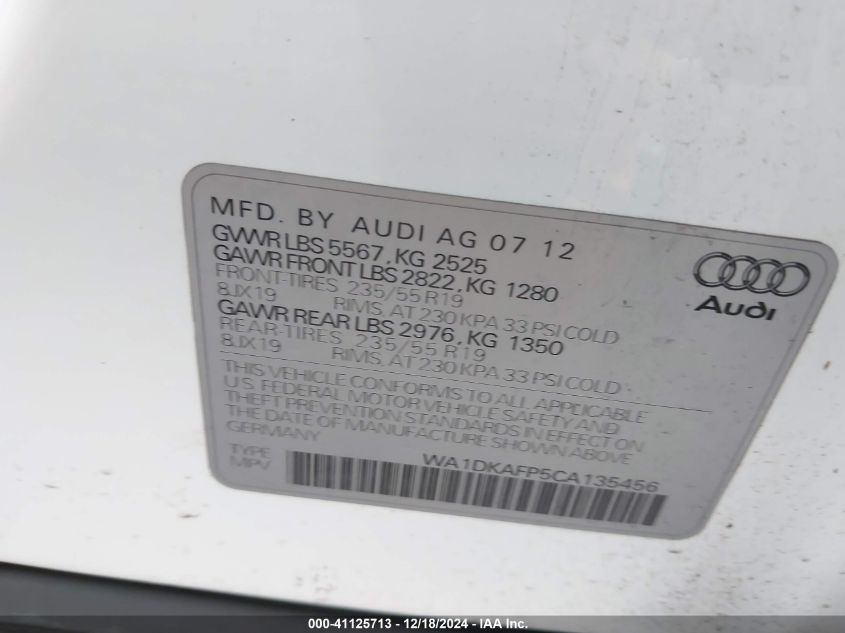 MFD. BY AUDI AG 07 12
GVWR LBS 5567, KG 2525
GAWR FRONT LBS 2822, KG 1280
FRONT-TIRES 235/55 R19
8JX19 RIMS, AT 230 KPA 33 PSI COLD
GAWR REAR LBS 2976, KG 1350
REAR-TIRES 235/55 R19
8JX19 RIMS, AT 230 KPA 33 PSI COLD
THIS VEHICLE CONFORMS TO ALL APPLICABLE
U.S. FEDERAL MOTOR VEHICLE SAFETY AND
THEFT PREVENTION STANDARDS IN EFFECT ON
THE DATE OF MANUFACTURE SHOWN ABOVE
GERMANY
TYPE WA1DKAFP5CA135456
MPV
Audi
000-41125713 - 12/18/2024 - IAA Inc.